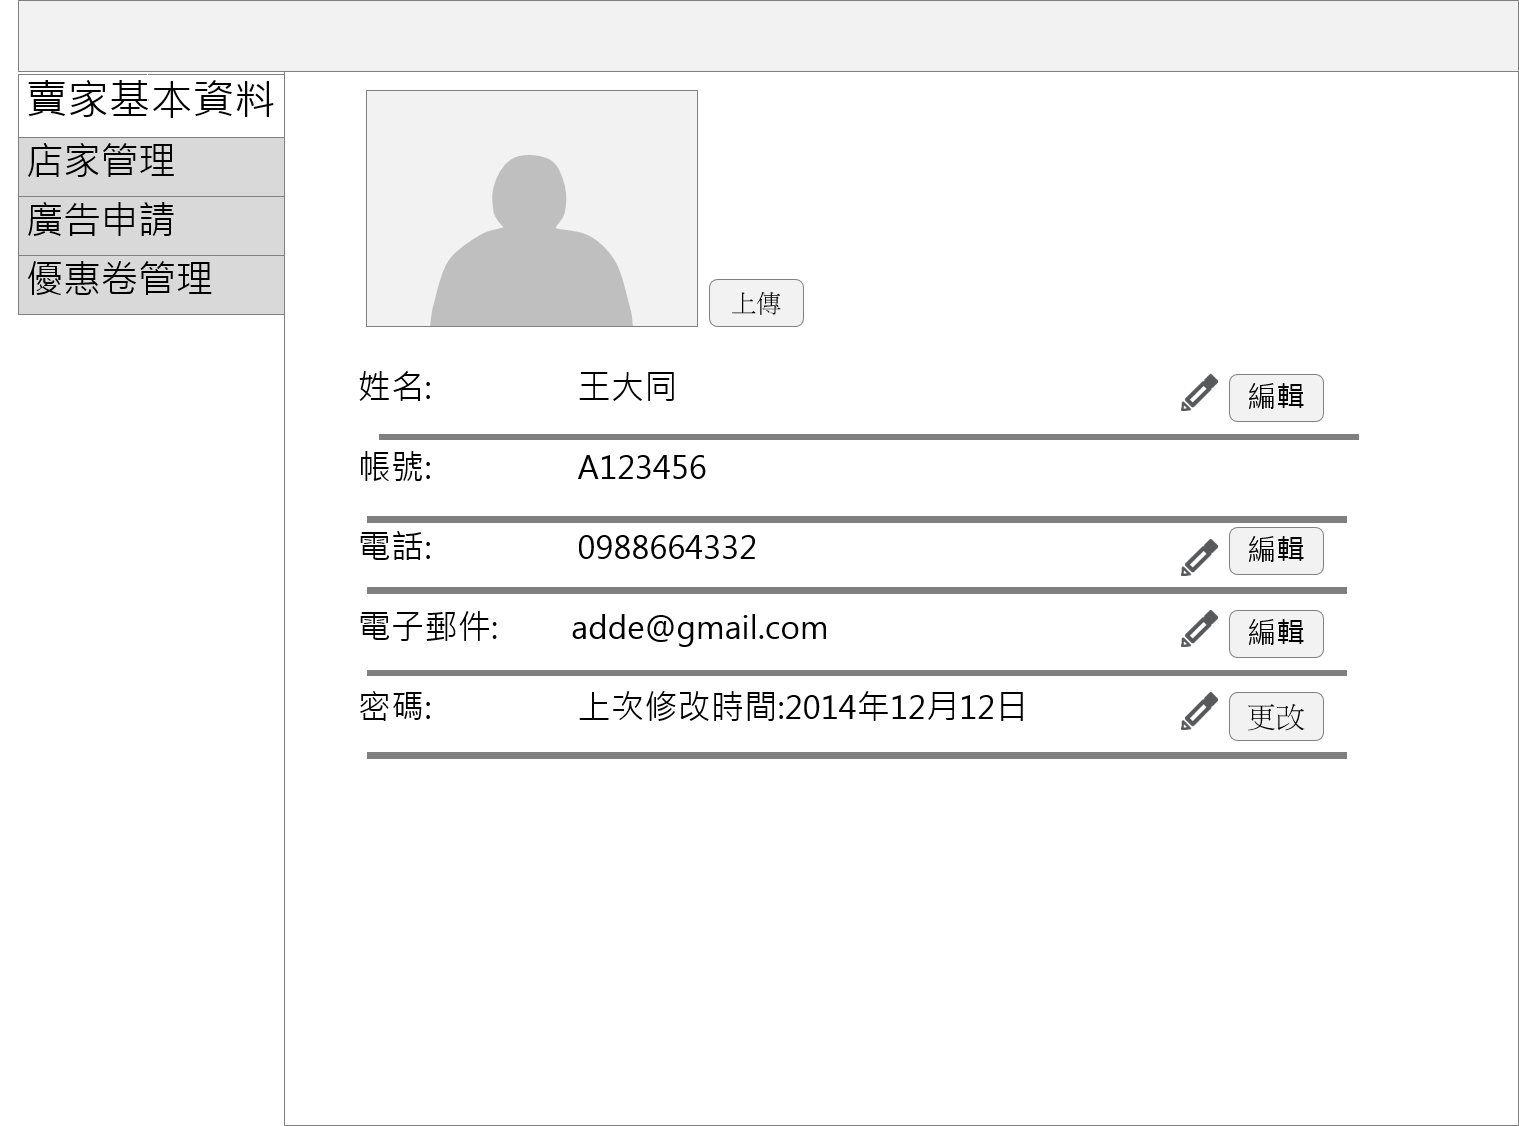 賣家基本資料
店家管理
廣告申請
優惠卷管理
上傳
姓名: 王大同 編輯
帳號: A123456
電話: 0988664332 編輯
電子郵件: adde@gmail.com 編輯
密碼: 上次修改時間:2014年12月12日 更改